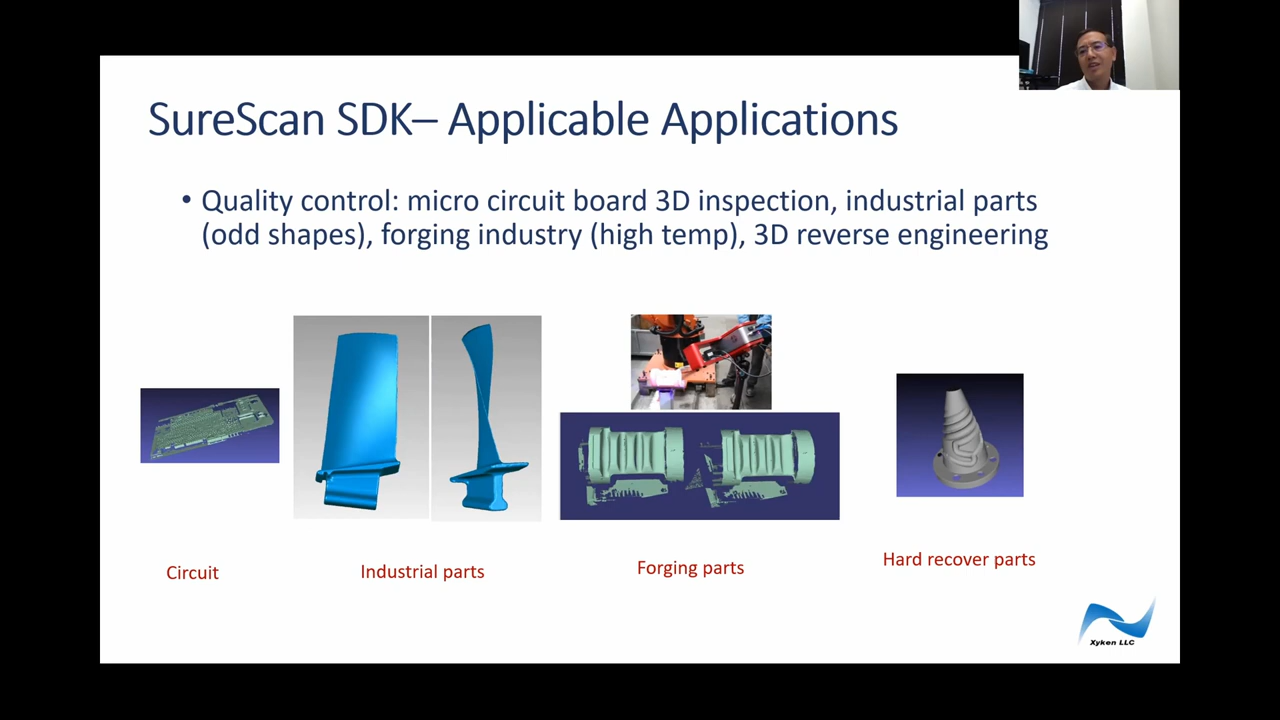 SureScan SDK– Applicable Applications
• Quality control: micro circuit board 3D inspection, industrial parts
(odd shapes), forging industry (high temp), 3D reverse engineering
Circuit
Industrial parts
Forging parts
Hard recover parts
Xyken LLC